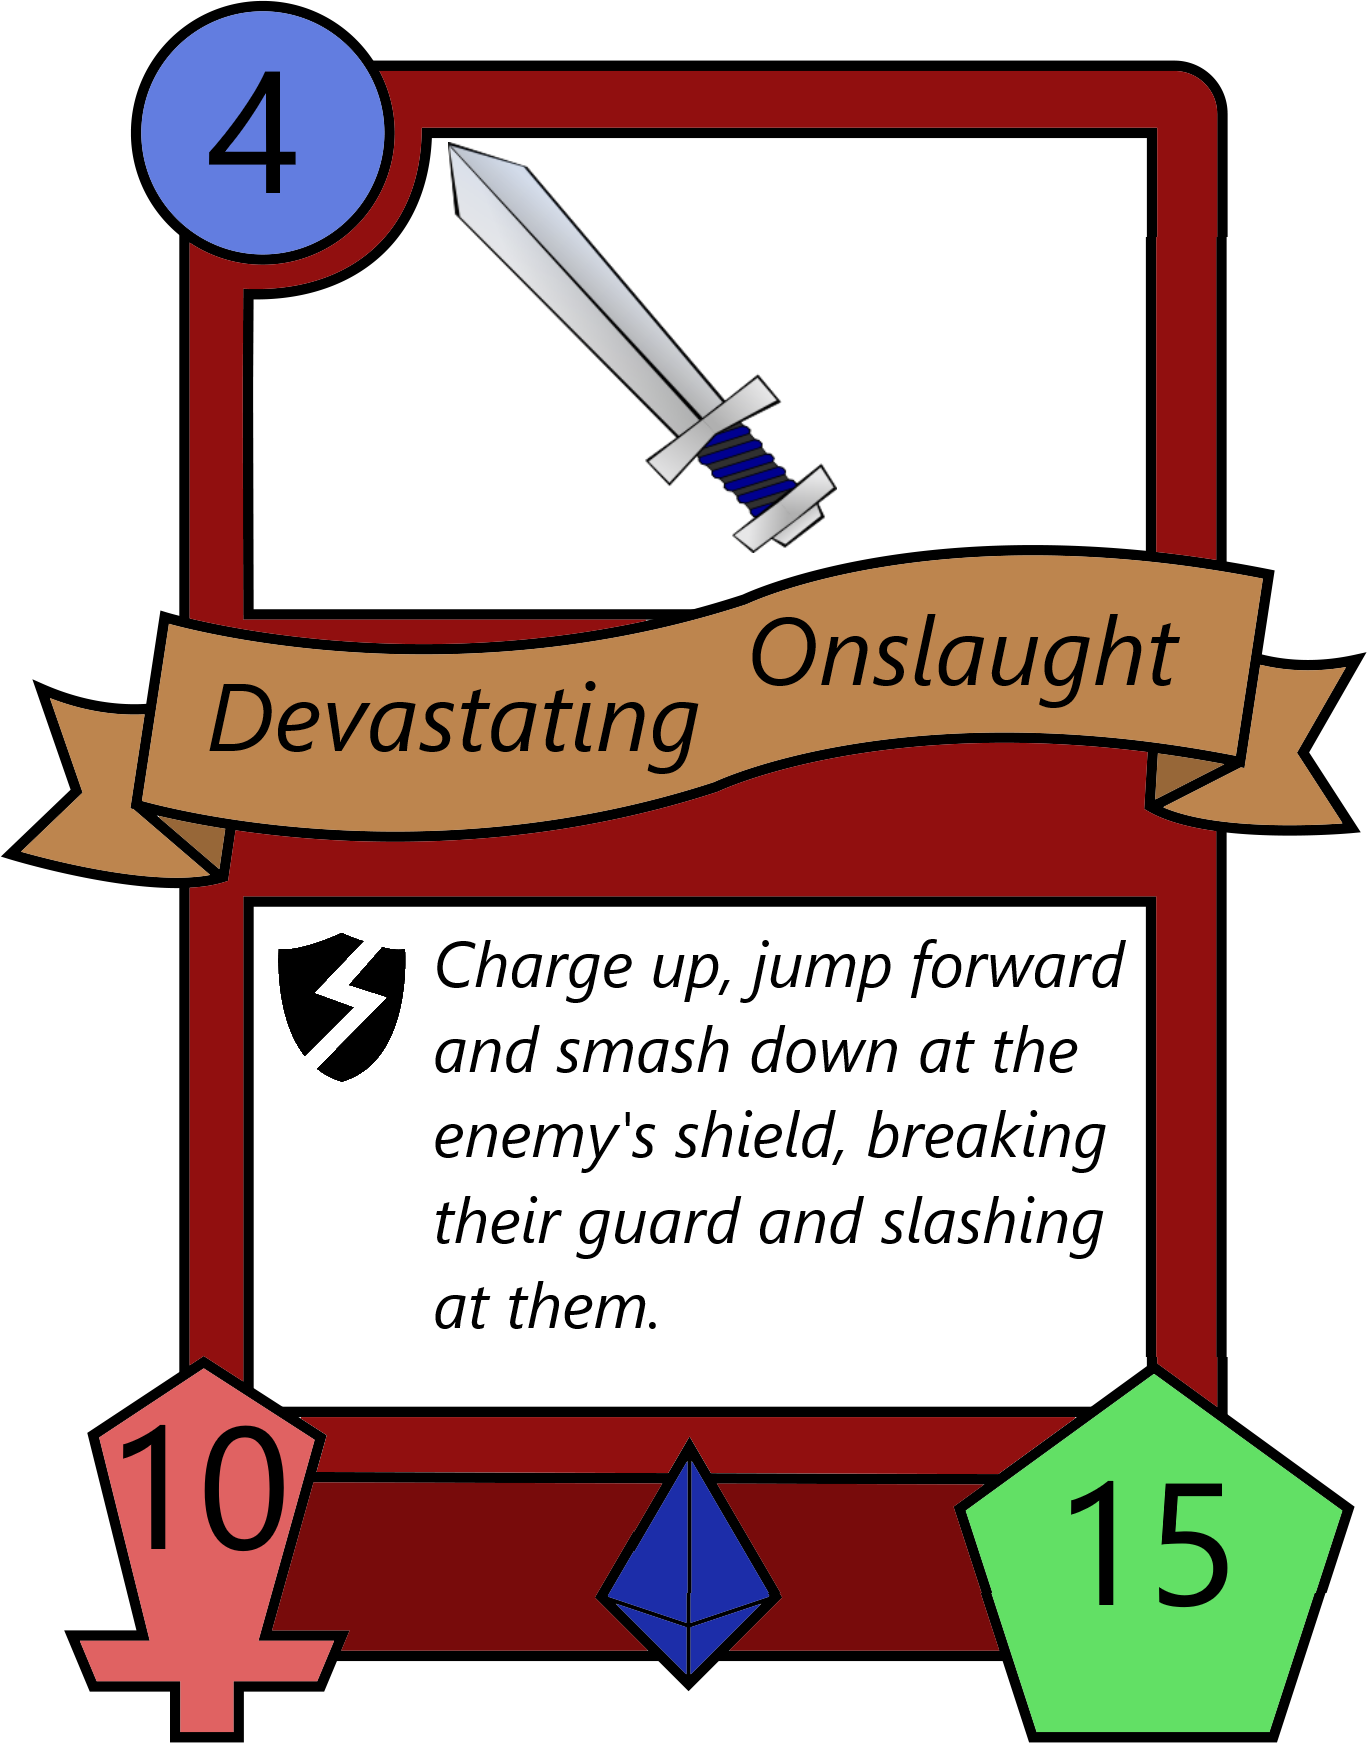 4
Devastating Onslaught
Charge up, jump forward
and smash down at the
enemy's shield, breaking
their guard and slashing
at them.
10
15